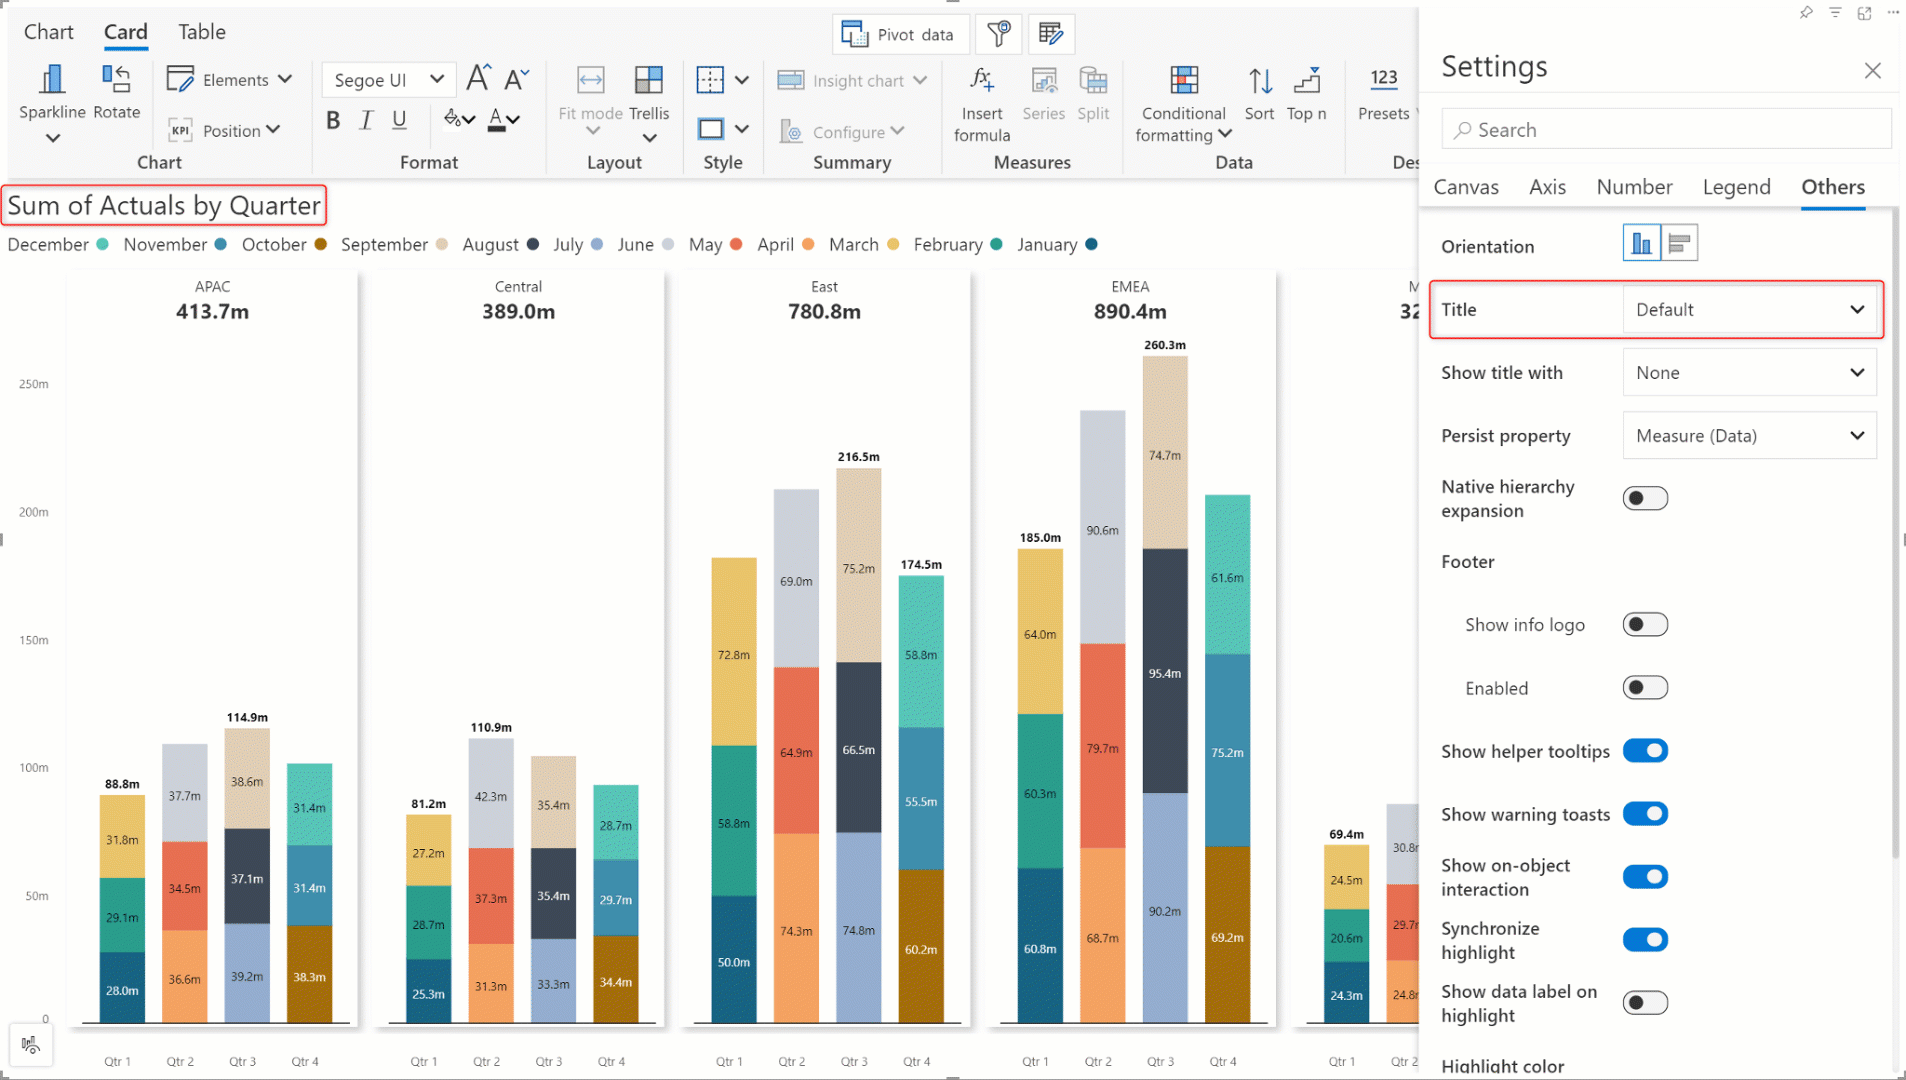 Chart Card Table
Pivot data
Sparkline Rotate
Elements
Position
KPI
Chart
Segoe UI
A A
B I U A
Format
Fit mode Trellis
Layout
Style
Insight chart
Configure
Summary
fx
Insert formula Series Split
Measures
Conditional formatting Sort Top n
Data
123
Presets
Des
Sum of Actuals by Quarter
December November October September August July June May April March February January
APAC Central East EMEA M
413.7m 389.0m 780.8m 890.4m 32
250m
200m
150m
100m
50m
0
88.8m
31.8m
29.1m
28.0m
37.7m
34.5m
36.6m
114.9m
38.6m
37.1m
39.2m
31.4m
31.4m
38.3m
81.2m
27.2m
28.7m
25.3m
110.9m
42.3m
37.3m
31.3m
35.4m
35.4m
33.3m
28.7m
29.7m
34.4m
72.8m
58.8m
50.0m
69.0m
64.9m
74.3m
216.5m
75.2m
66.5m
74.8m
174.5m
58.8m
55.5m
60.2m
185.0m
64.0m
60.3m
60.8m
90.6m
79.7m
68.7m
260.3m
74.7m
95.4m
90.2m
61.6m
75.2m
69.2m
69.4m
24.5m
20.6m
24.3m
30.8m
29.7m
24.8m
Qtr 1 Qtr 2 Qtr 3 Qtr 4 Qtr 1 Qtr 2 Qtr 3 Qtr 4 Qtr 1 Qtr 2 Qtr 3 Qtr 4 Qtr 1 Qtr 2 Qtr 3 Qtr 4 Qtr 1 Qtr 2
Settings
Search
Canvas Axis Number Legend Others
Orientation
Title Default
Show title with None
Persist property Measure (Data)
Native hierarchy
expansion
Footer
Show info logo
Enabled
Show helper tooltips
Show warning toasts
Show on-object
interaction
Synchronize
highlight
Show data label on
highlight
Highlight color